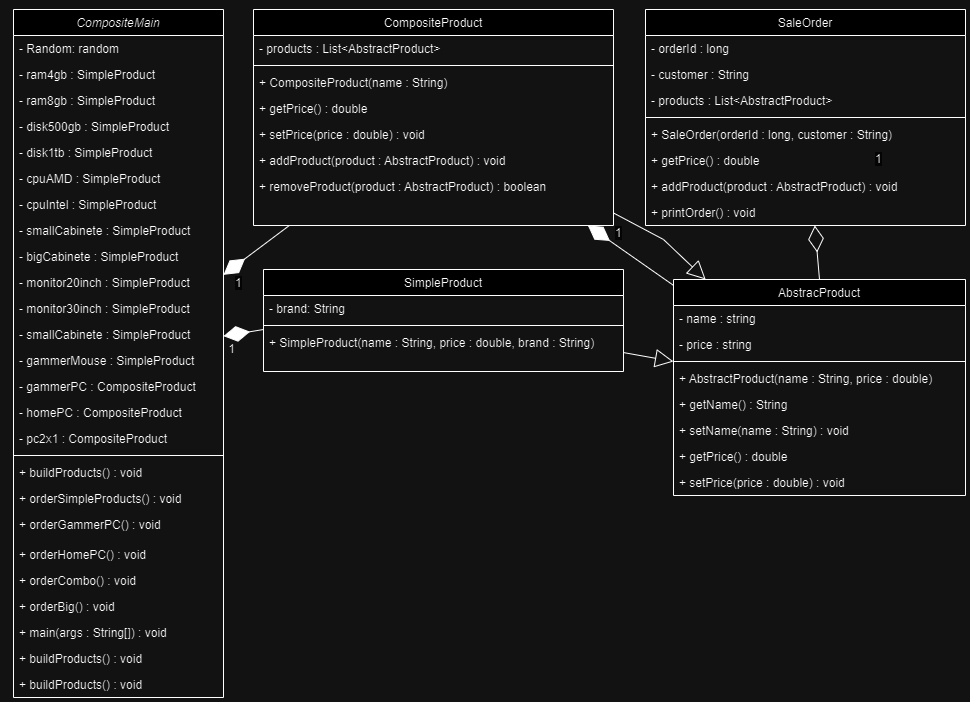 CompositeMain
- Random: random
- ram4gb : SimpleProduct
- ram8gb : SimpleProduct
- disk500gb : SimpleProduct
- disk1tb : SimpleProduct
- cpuAMD : SimpleProduct
- cpuIntel : SimpleProduct
- smallCabinete : SimpleProduct
- bigCabinete : SimpleProduct
- monitor20inch : SimpleProduct
- monitor30inch : SimpleProduct
- smallCabinete : SimpleProduct
- gammerMouse : SimpleProduct
- gammerPC : CompositeProduct
- homePC : CompositeProduct
- pc2x1 : CompositeProduct
+ buildProducts() : void
+ orderSimpleProducts() : void
+ orderGammerPC() : void
+ orderHomePC() : void
+ orderCombo() : void
+ orderBig() : void
+ main(args : String[]) : void
+ buildProducts() : void
+ buildProducts() : void
1
1
CompositeProduct
- products : List<AbstractProduct>
+ CompositeProduct(name : String)
+ getPrice() : double
+ setPrice(price : double) : void
+ addProduct(product : AbstractProduct) : void
+ removeProduct(product : AbstractProduct) : boolean
1
SimpleProduct
- brand: String
+ SimpleProduct(name : String, price : double, brand : String)
SaleOrder
- orderId : long
- customer : String
- products : List<AbstractProduct>
+ SaleOrder(orderId : long, customer : String)
+ getPrice() : double
1
+ addProduct(product : AbstractProduct) : void
+ printOrder() : void
AbstracProduct
- name : string
- price : string
+ AbstractProduct(name : String, price : double)
+ getName() : String
+ setName(name : String) : void
+ getPrice() : double
+ setPrice(price : double) : void